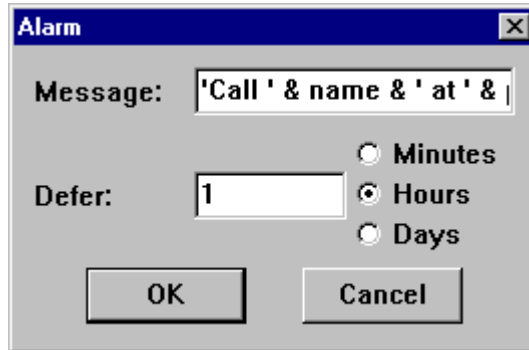 Alarm
Message: 'Call ' & name & ' at ' &
Minutes
Defer: 1 Hours
Days
OK Cancel